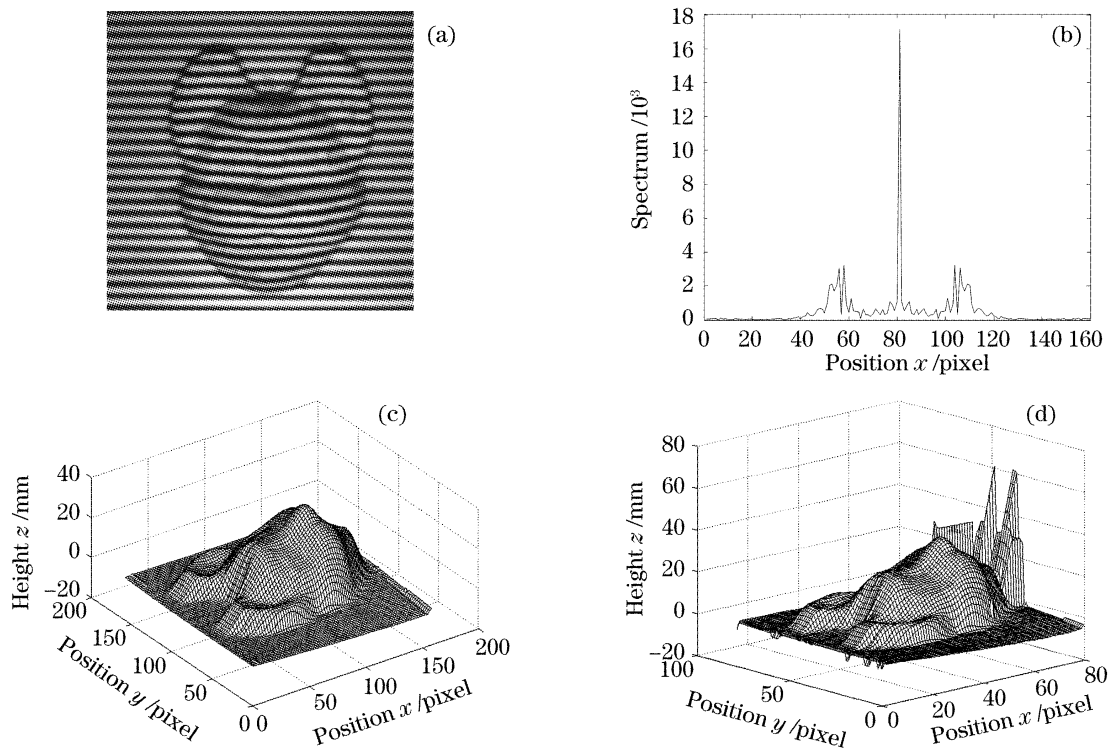 (a)
(b)
18
16
14
12
10
8
6
4
2
0
Spectrum /10³
0 20 40 60 80 100 120 140 160
Position x /pixel
(c)
40
20
0
−20
Height z /mm
200
150
100
50
0
Position y /pixel
0
50
100
150
200
Position x /pixel
(d)
80
60
40
20
0
−20
Height z /mm
100
50
0
Position y /pixel
0
20
40
60
80
Position x /pixel